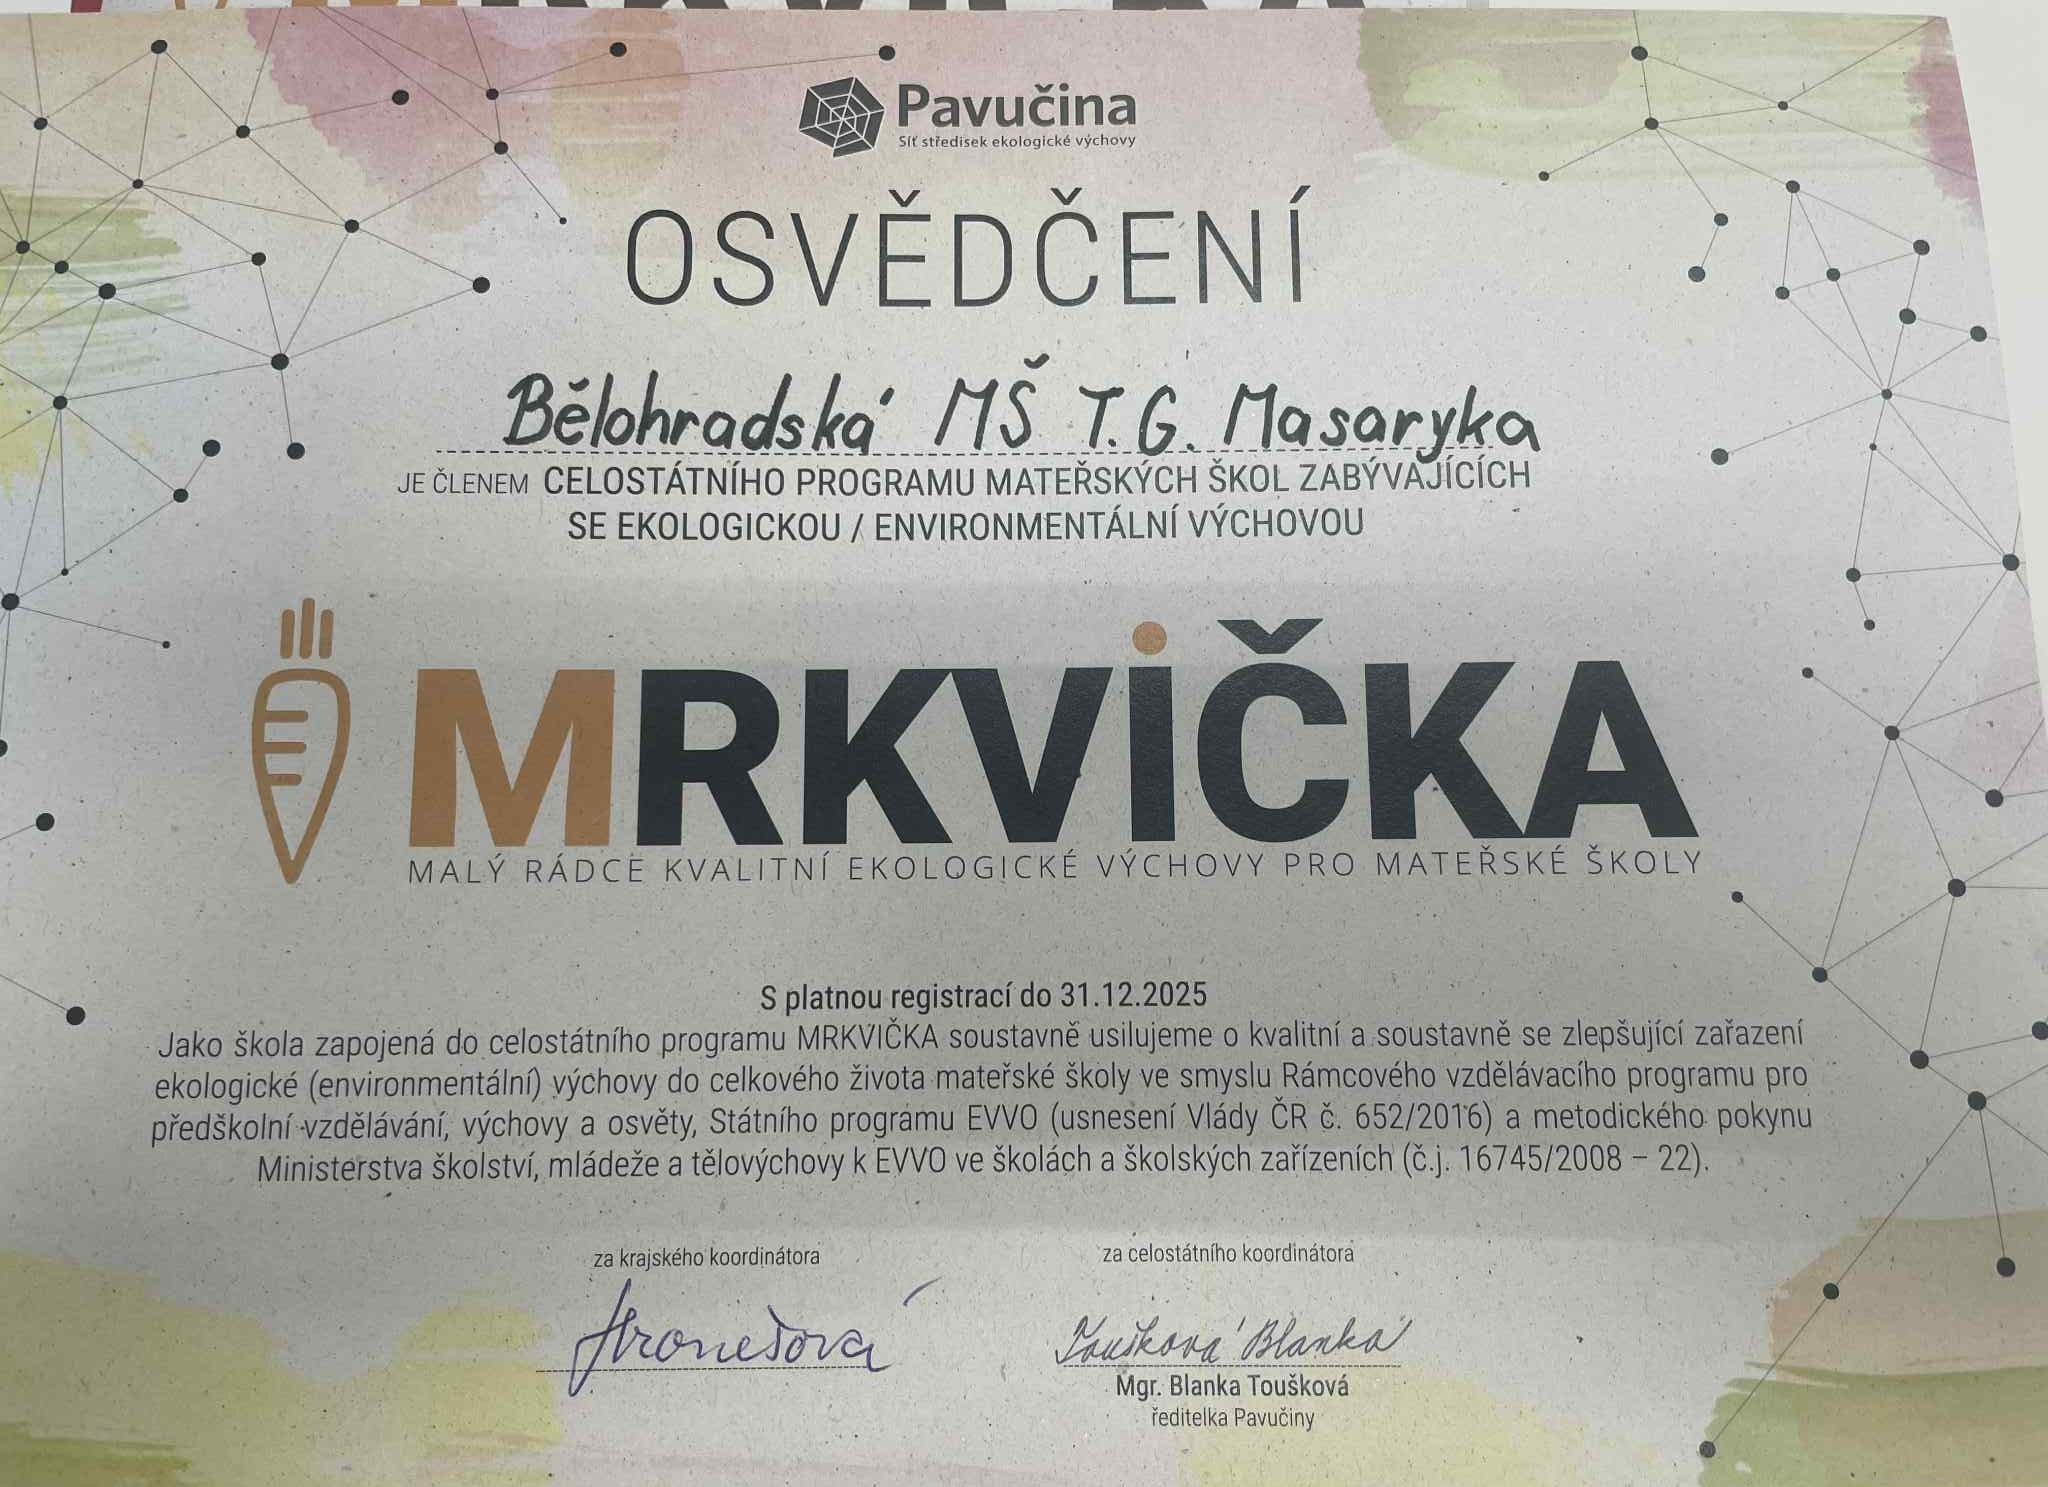 Pavučina
Síť středisek ekologické výchovy
OSVĚDČENÍ
Bělohradská MŠ T.G. Masaryka
JE ČLENEM CELOSTÁTNÍHO PROGRAMU MATEŘSKÝCH ŠKOL ZABÝVAJÍCÍCH
SE EKOLOGICKOU / ENVIRONMENTÁLNÍ VÝCHOVOU
MRKVIČKA
MALÝ RÁDCE KVALITNÍ EKOLOGICKÉ VÝCHOVY PRO MATEŘSKÉ ŠKOLY
S platnou registrací do 31.12.2025
Jako škola zapojená do celostátního programu MRKVIČKA soustavně usilujeme o kvalitní a soustavně se zlepšující zařazení
ekologické (environmentální) výchovy do celkového života mateřské školy ve smyslu Rámcového vzdělávacího programu pro
předškolní vzdělávání, výchovy a osvěty, Státního programu EVVO (usnesení Vlády ČR č. 652/2016) a metodického pokynu
Ministerstva školství, mládeže a tělovýchovy k EVVO ve školách a školských zařízeních (č.j. 16745/2008 – 22).
za krajského koordinátora
za celostátního koordinátora
Toušková Blanka
Mgr. Blanka Toušková
ředitelka Pavučiny